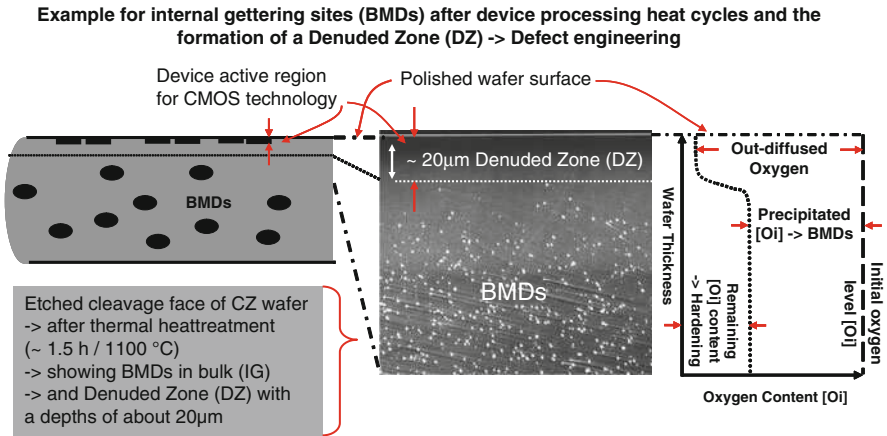 Example for internal gettering sites (BMDs) after device processing heat cycles and the
formation of a Denuded Zone (DZ) -> Defect engineering
Device active region
for CMOS technology
Polished wafer surface
~ 20µm Denuded Zone (DZ)
BMDs
BMDs
Out-diffused
Oxygen
Precipitated
[Oi] -> BMDs
Wafer Thickness
Remaining
[Oi] content
-> Hardening
Initial oxygen
level [Oi]
Oxygen Content [Oi]
Etched cleavage face of CZ wafer
-> after thermal heattreatment
(~ 1.5 h / 1100 °C)
-> showing BMDs in bulk (IG)
-> and Denuded Zone (DZ) with
a depths of about 20µm